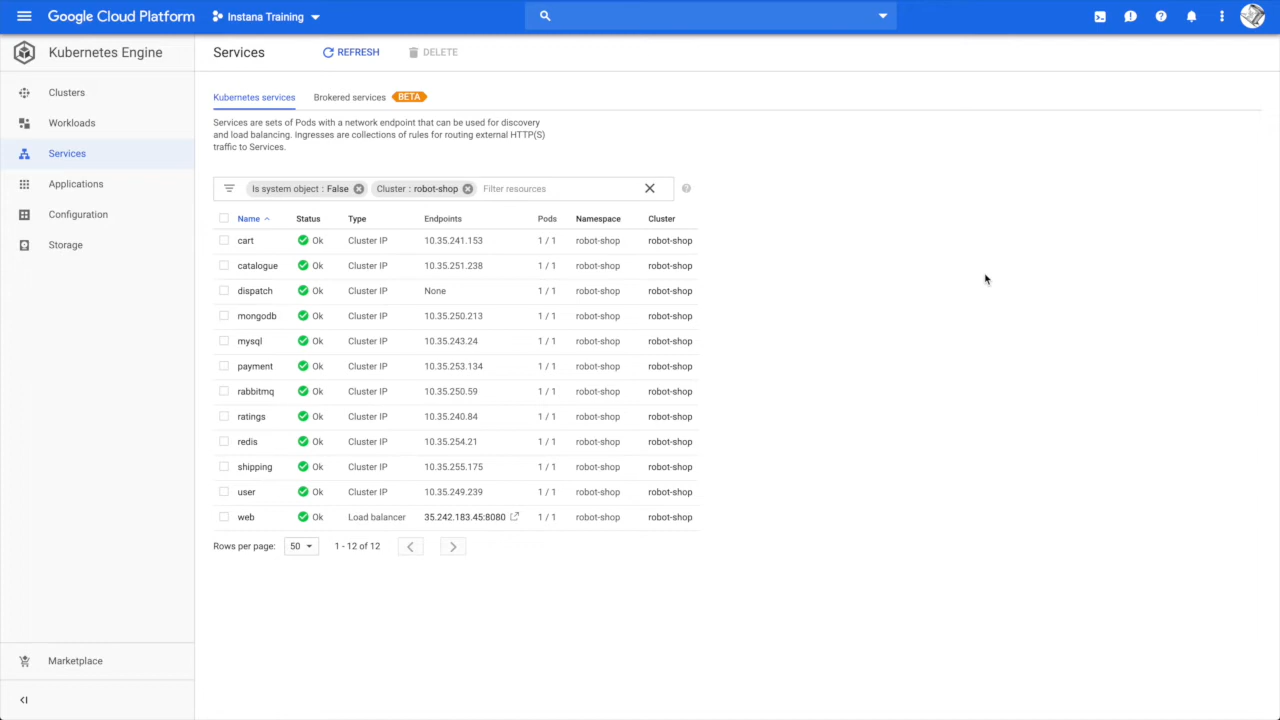 Google Cloud Platform Instana Training
Kubernetes Engine Services REFRESH DELETE
Clusters
Workloads
Services
Applications
Configuration
Storage
Marketplace
Kubernetes services Brokered services BETA
Services are sets of Pods with a network endpoint that can be used for discovery
and load balancing. Ingresses are collections of rules for routing external HTTP(S)
traffic to Services.
Is system object : False Cluster : robot-shop Filter resources
Name Status Type Endpoints Pods Namespace Cluster
cart Ok Cluster IP 10.35.241.153 1 / 1 robot-shop robot-shop
catalogue Ok Cluster IP 10.35.251.238 1 / 1 robot-shop robot-shop
dispatch Ok Cluster IP None 1 / 1 robot-shop robot-shop
mongodb Ok Cluster IP 10.35.250.213 1 / 1 robot-shop robot-shop
mysql Ok Cluster IP 10.35.243.24 1 / 1 robot-shop robot-shop
payment Ok Cluster IP 10.35.253.134 1 / 1 robot-shop robot-shop
rabbitmq Ok Cluster IP 10.35.250.59 1 / 1 robot-shop robot-shop
ratings Ok Cluster IP 10.35.240.84 1 / 1 robot-shop robot-shop
redis Ok Cluster IP 10.35.254.21 1 / 1 robot-shop robot-shop
shipping Ok Cluster IP 10.35.255.175 1 / 1 robot-shop robot-shop
user Ok Cluster IP 10.35.249.239 1 / 1 robot-shop robot-shop
web Ok Load balancer 35.242.183.45:8080 1 / 1 robot-shop robot-shop
Rows per page: 50 1 - 12 of 12